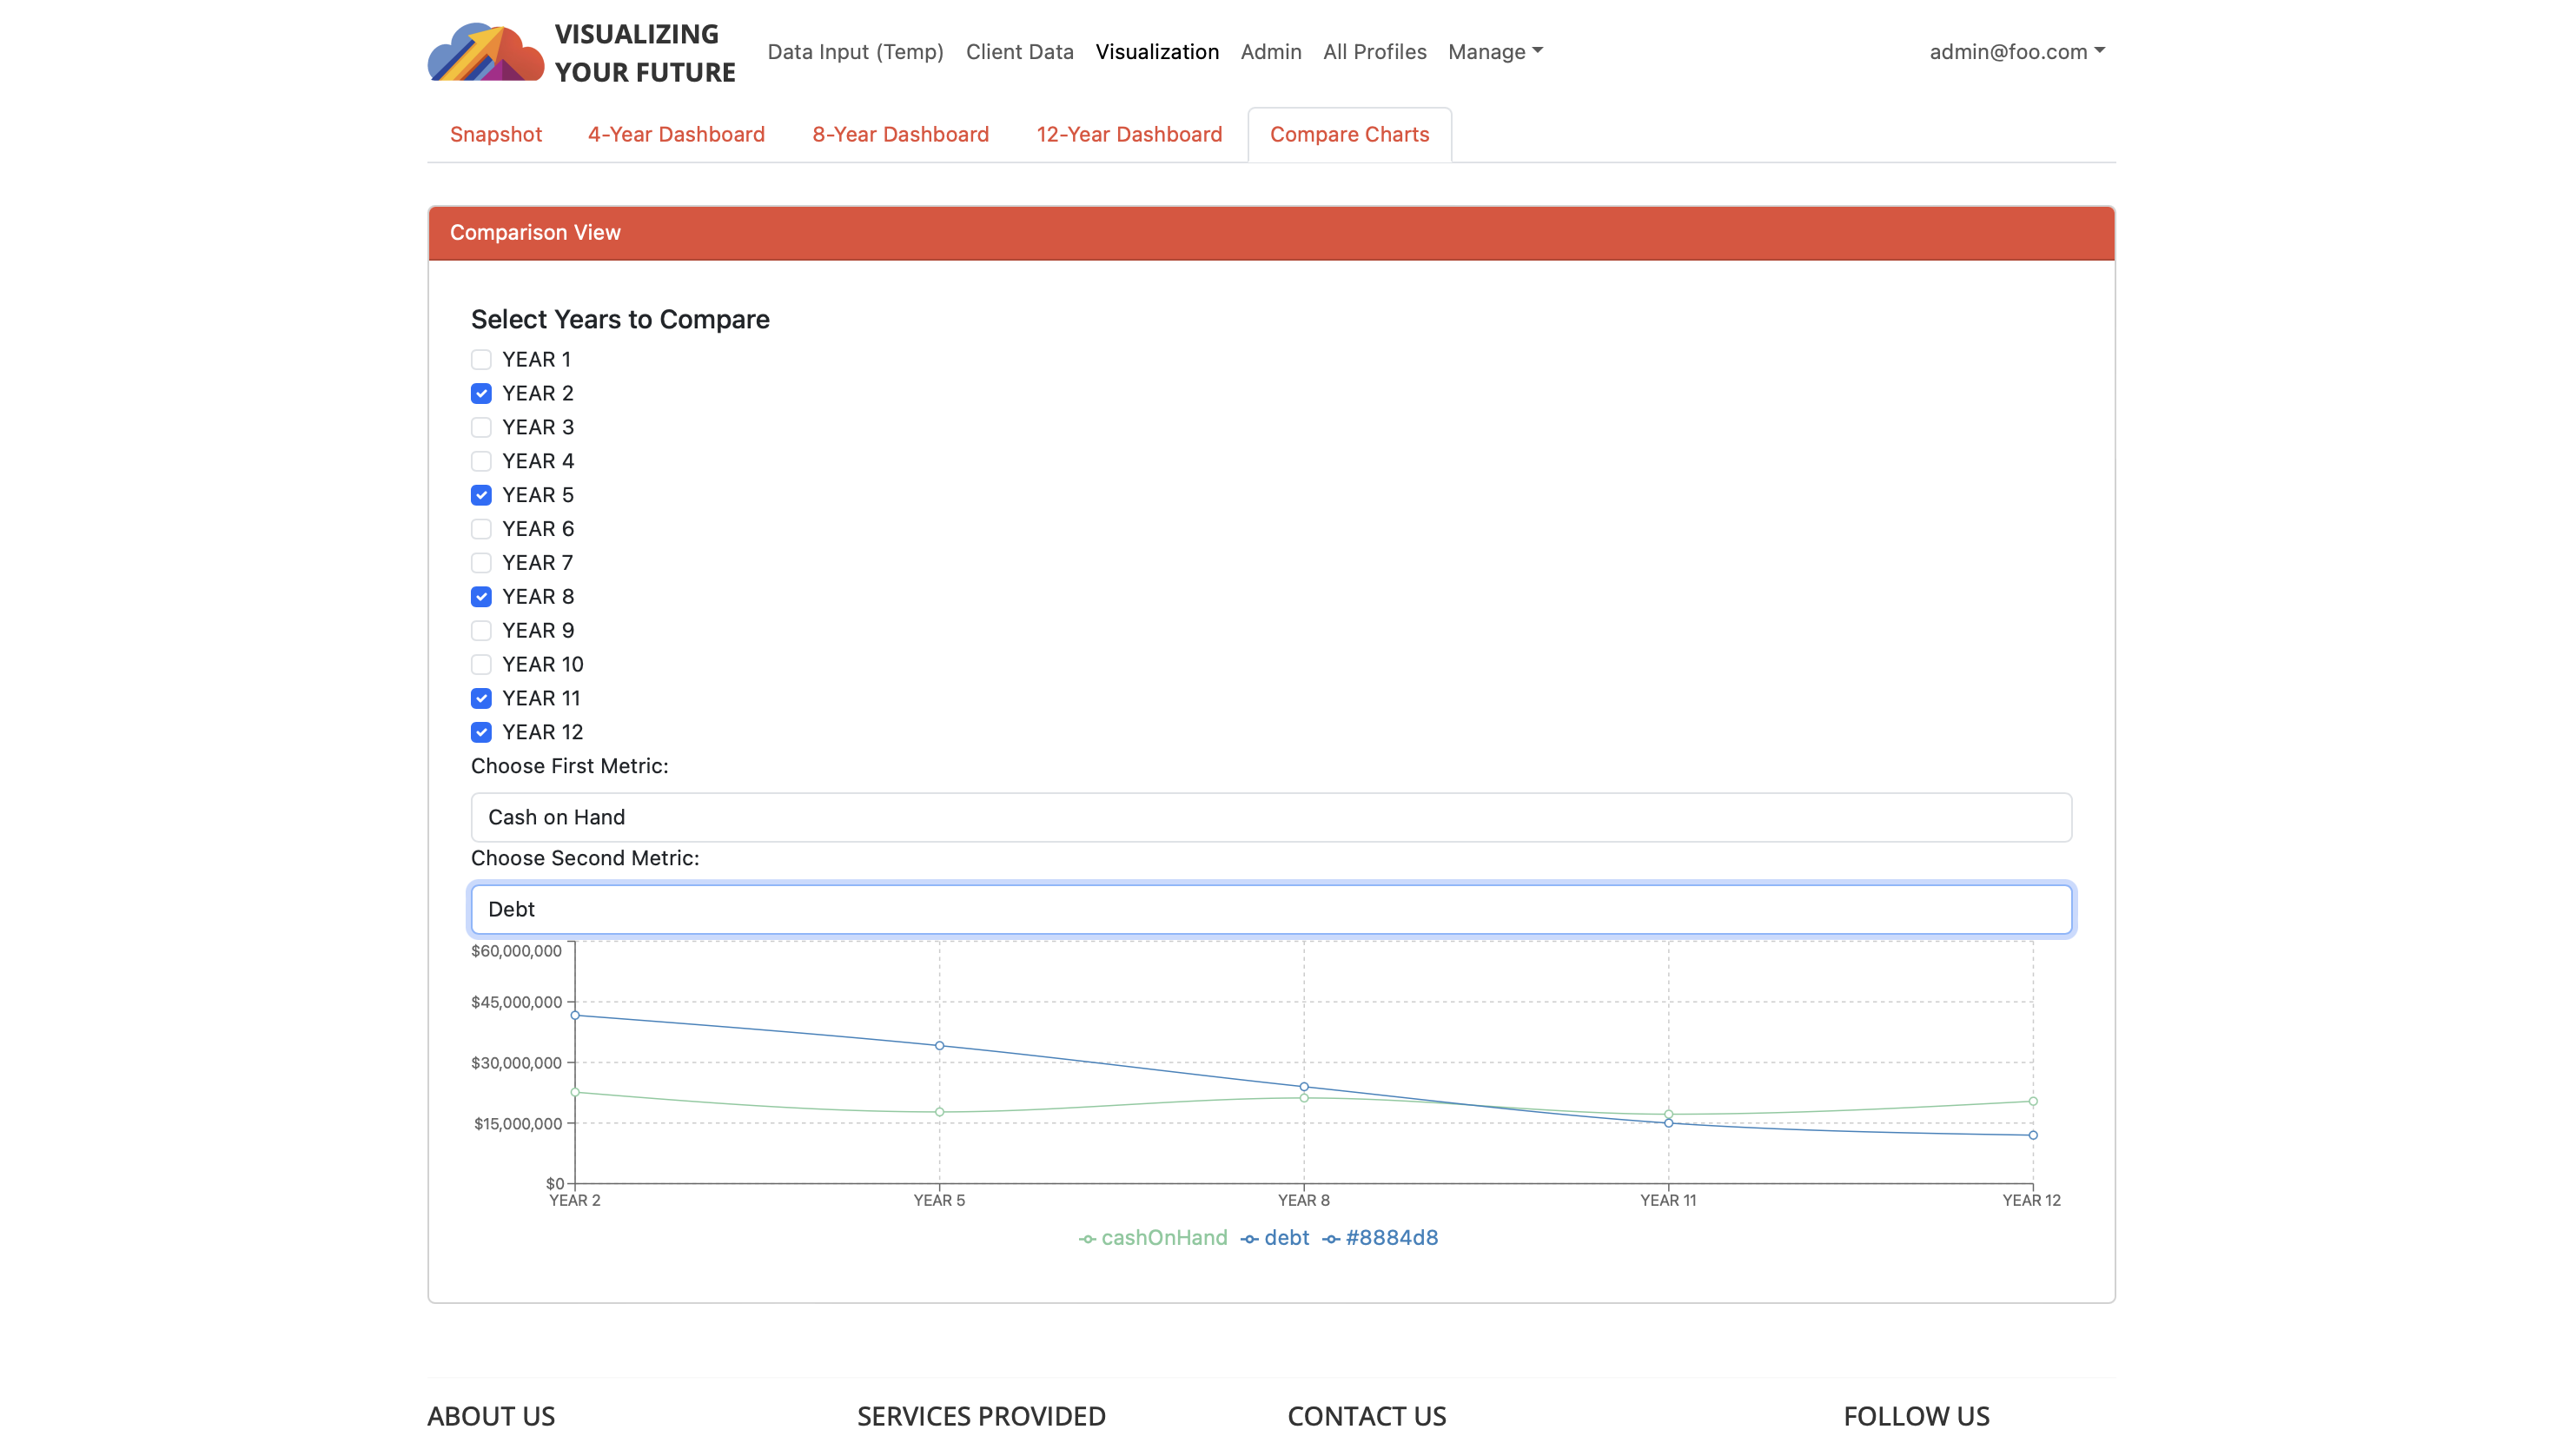 VISUALIZING
YOUR FUTURE
Data Input (Temp) Client Data Visualization Admin All Profiles Manage admin@foo.com
Snapshot 4-Year Dashboard 8-Year Dashboard 12-Year Dashboard Compare Charts
Comparison View
Select Years to Compare
YEAR 1
YEAR 2
YEAR 3
YEAR 4
YEAR 5
YEAR 6
YEAR 7
YEAR 8
YEAR 9
YEAR 10
YEAR 11
YEAR 12
Choose First Metric:
Cash on Hand
Choose Second Metric:
Debt
$60,000,000
$45,000,000
$30,000,000
$15,000,000
$0
YEAR 2 YEAR 5 YEAR 8 YEAR 11 YEAR 12
cashOnHand debt #8884d8
ABOUT US SERVICES PROVIDED CONTACT US FOLLOW US